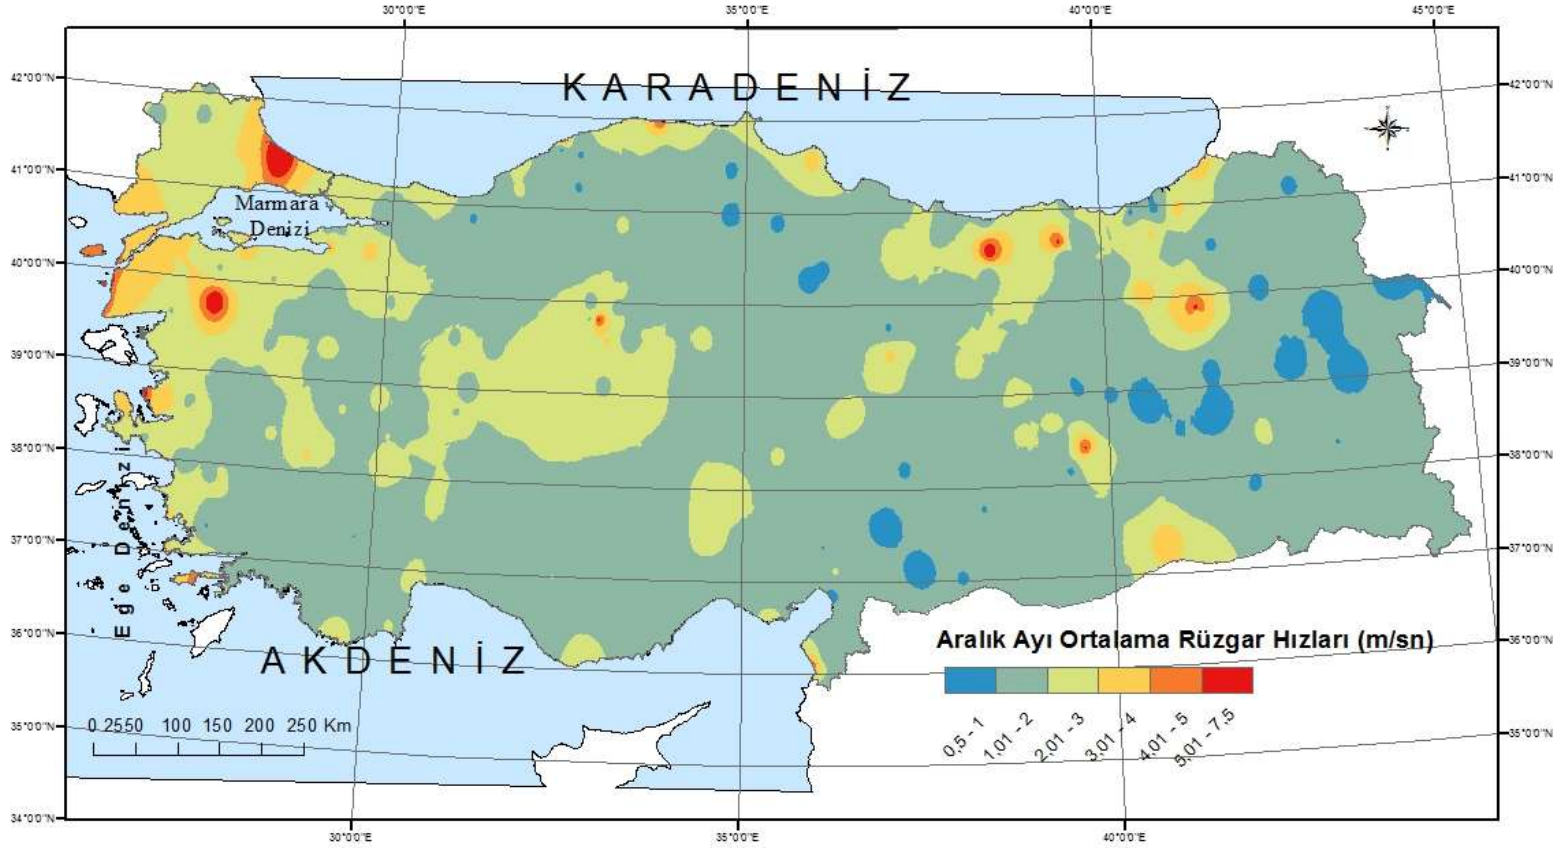 30°0'0"E 35°0'0"E 40°0'0"E 45°0'0"E
42°0'0"N 42°0'0"N
KARADENİZ
41°0'0"N 41°0'0"N
Marmara
Denizi
40°0'0"N 40°0'0"N
39°0'0"N 39°0'0"N
38°0'0"N 38°0'0"N
Ege Denizi
37°0'0"N 37°0'0"N
36°0'0"N 36°0'0"N
AKDENİZ
Aralık Ayı Ortalama Rüzgar Hızları (m/sn)
0,5 - 1
1,01 - 2
2,01 - 3
3,01 - 4
4,01 - 5
5,01 - 7,5
0 25 50 100 150 200 250 Km
35°0'0"N 35°0'0"N
34°0'0"N
30°0'0"E 35°0'0"E 40°0'0"E